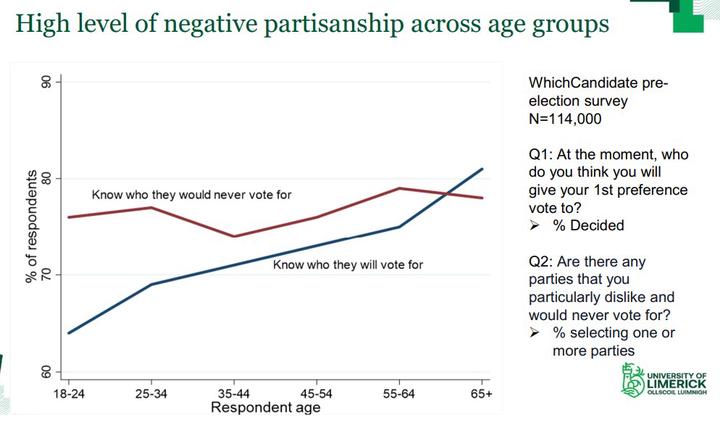 High level of negative partisanship across age groups
90
80
70
60
% of respondents
Know who they would never vote for
Know who they will vote for
18-24 25-34 35-44 45-54 55-64 65+
Respondent age
WhichCandidate pre-
election survey
N=114,000
Q1: At the moment, who
do you think you will
give your 1st preference
vote to?
➢ % Decided
Q2: Are there any
parties that you
particularly dislike and
would never vote for?
➢ % selecting one or
more parties
UNIVERSITY OF
LIMERICK
OLLSCOIL LUIMNIGH